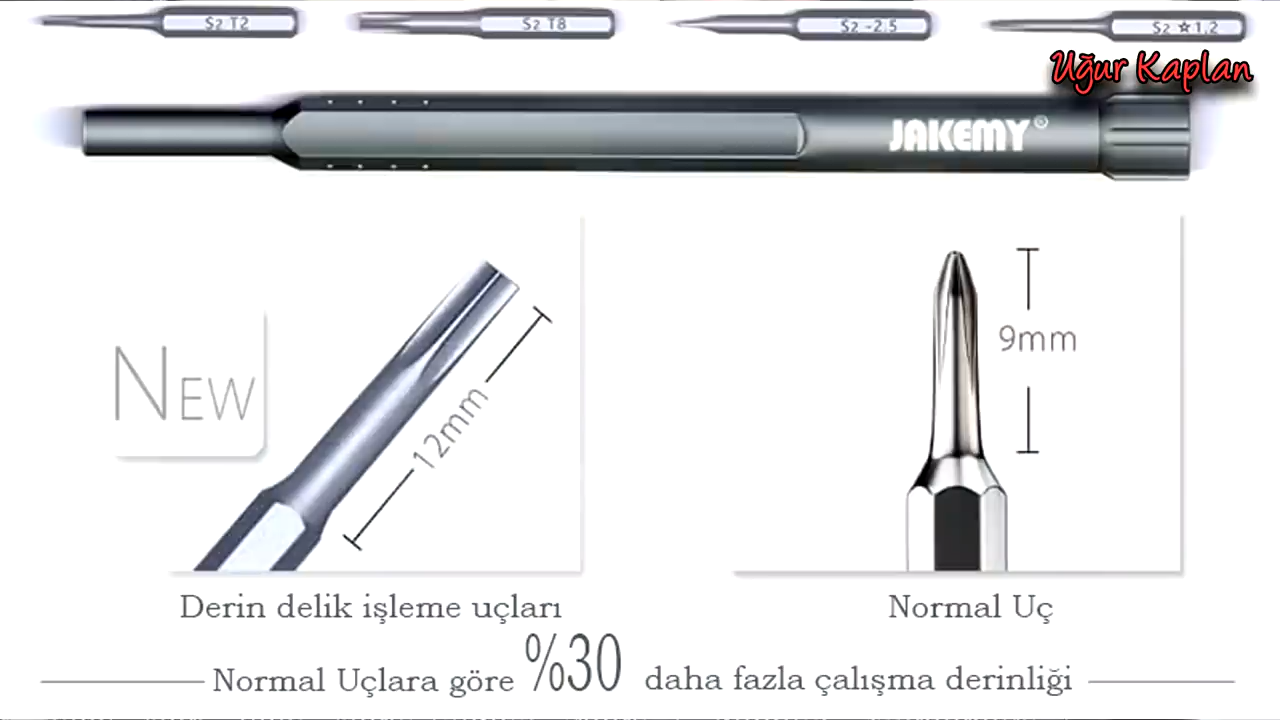 S2 T2
S2 T8
S2 -2.5
S2 ☆1.2
Uğur Kaplan
JAKEMY®
NEW
12mm
9mm
Derin delik işleme uçları
Normal Uç
Normal Uçlara göre %30 daha fazla çalışma derinliği